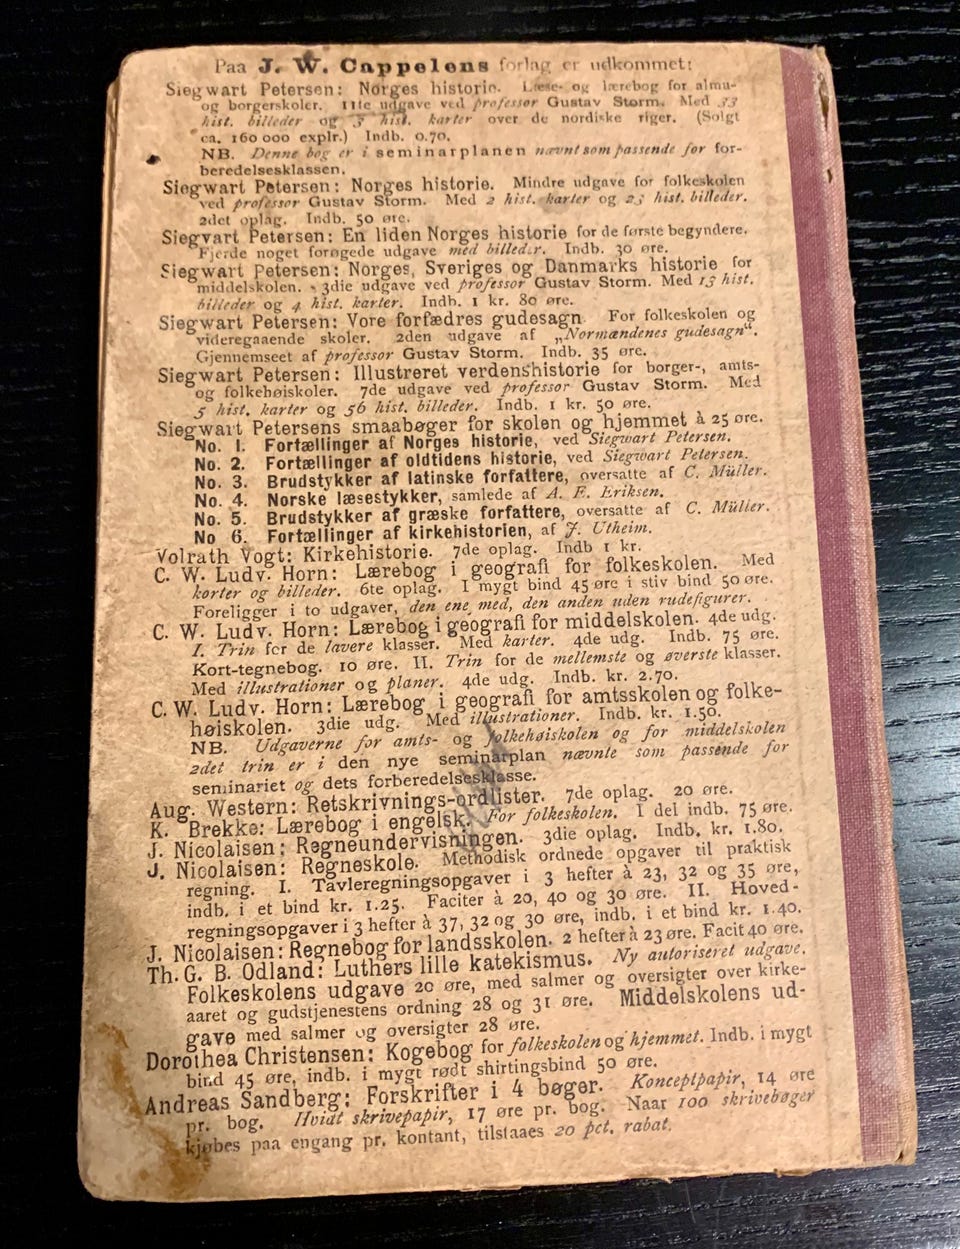 Paa J. W. Cappelens forlag er udkommet:
Siegwart Petersen: Norges historie. Læse- og lærebog for almu-
og borgerskoler. 11te udgave ved professor Gustav Storm. Med 33
hist. billeder og 3 hist. karter over de nordiske riger. (Solgt
ca. 160 000 explr.) Indb. 0.70.
NB. Denne bog er i seminarplanen nævnt som passende for for-
beredelsesklassen.
Siegwart Petersen: Norges historie. Mindre udgave for folkeskolen
ved professor Gustav Storm. Med 2 hist. karter og 23 hist. billeder.
2det oplag. Indb. 50 øre.
Siegvart Petersen: En liden Norges historie for de første begyndere.
Fjerde noget forøgede udgave med billeder. Indb. 30 øre.
Siegwart Petersen: Norges, Sveriges og Danmarks historie for
middelskolen. 3die udgave ved professor Gustav Storm. Med 13 hist.
billeder og 4 hist. karter. Indb. 1 kr. 80 øre.
Siegwart Petersen: Vore forfædres gudesagn. For folkeskolen og
videregaaende skoler. 2den udgave af „Normændenes gudesagn“.
Gjennemseet af professor Gustav Storm. Indb. 35 øre.
Siegwart Petersen: Illustreret verdenshistorie for borger-, amts-
og folkehøiskoler. 7de udgave ved professor Gustav Storm. Med
5 hist. karter og 56 hist. billeder. Indb. 1 kr. 50 øre.
Siegwart Petersens smaabøger for skolen og hjemmet à 25 øre.
No. 1. Fortællinger af Norges historie, ved Siegwart Petersen.
No. 2. Fortællinger af oldtidens historie, ved Siegwart Petersen.
No. 3. Brudstykker af latinske forfattere, oversatte af C. Müller.
No. 4. Norske læsestykker, samlede af A. E. Eriksen.
No. 5. Brudstykker af græske forfattere, oversatte af C. Müller.
No 6. Fortællinger af kirkehistorien, af J. Utheim.
Volrath Vogt: Kirkehistorie. 7de oplag. Indb 1 kr.
C. W. Ludv. Horn: Lærebog i geografi for folkeskolen. Med
korter og billeder. 6te oplag. I mygt bind 45 øre i stiv bind 50 øre.
Foreligger i to udgaver, den ene med, den anden uden rudefigurer.
C. W. Ludv. Horn: Lærebog i geografi for middelskolen. 4de udg.
I. Trin for de lavere klasser. Med karter. 4de udg. Indb. 75 øre.
Kort-tegnebog. 10 øre. II. Trin for de mellemste og øverste klasser.
Med illustrationer og planer. 4de udg. Indb. kr. 2.70.
C. W. Ludv. Horn: Lærebog i geografi for amtsskolen og folke-
høiskolen. 3die udg. Med illustrationer. Indb. kr. 1.50.
NB. Udgaverne for amts- og folkehøiskolen og for middelskolen
2det trin er i den nye seminarplan nævnte som passende for
seminariet og dets forberedelsesklasse.
Aug. Western: Retskrivnings-ordlister. 7de oplag. 20 øre.
K. Brekke: Lærebog i engelsk. For folkeskolen. I del indb. 75 øre.
J. Nicolaisen: Regneundervisningen. 3die oplag. Indb. kr. 1.80.
J. Nicolaisen: Regneskole. Methodisk ordnede opgaver til praktisk
regning. I. Tavleregningsopgaver i 3 hefter à 23, 32 og 35 øre,
indb. i et bind kr. 1.25. Faciter à 20, 40 og 30 øre. II. Hoved-
regningsopgaver i 3 hefter à 37, 32 og 30 øre, indb. i et bind kr. 1.40.
J. Nicolaisen: Regnebog for landsskolen. 2 hefter à 23 øre. Facit 40 øre.
Th. G. B. Odland: Luthers lille katekismus. Ny autoriseret udgave.
Folkeskolens udgave 20 øre, med salmer og oversigter over kirke-
aaret og gudstjenestens ordning 28 og 31 øre. Middelskolens ud-
gave med salmer og oversigter 28 øre.
Dorothea Christensen: Kogebog for folkeskolen og hjemmet. Indb. i mygt
bind 45 øre, indb. i mygt rødt shirtingsbind 50 øre.
Andreas Sandberg: Forskrifter i 4 bøger. Konceptpapir, 14 øre
pr. bog. Hvidt skrivepapir, 17 øre pr. bog. Naar 100 skrivebøger
kjøbes paa engang pr. kontant, tilstaaes 20 pct. rabat.